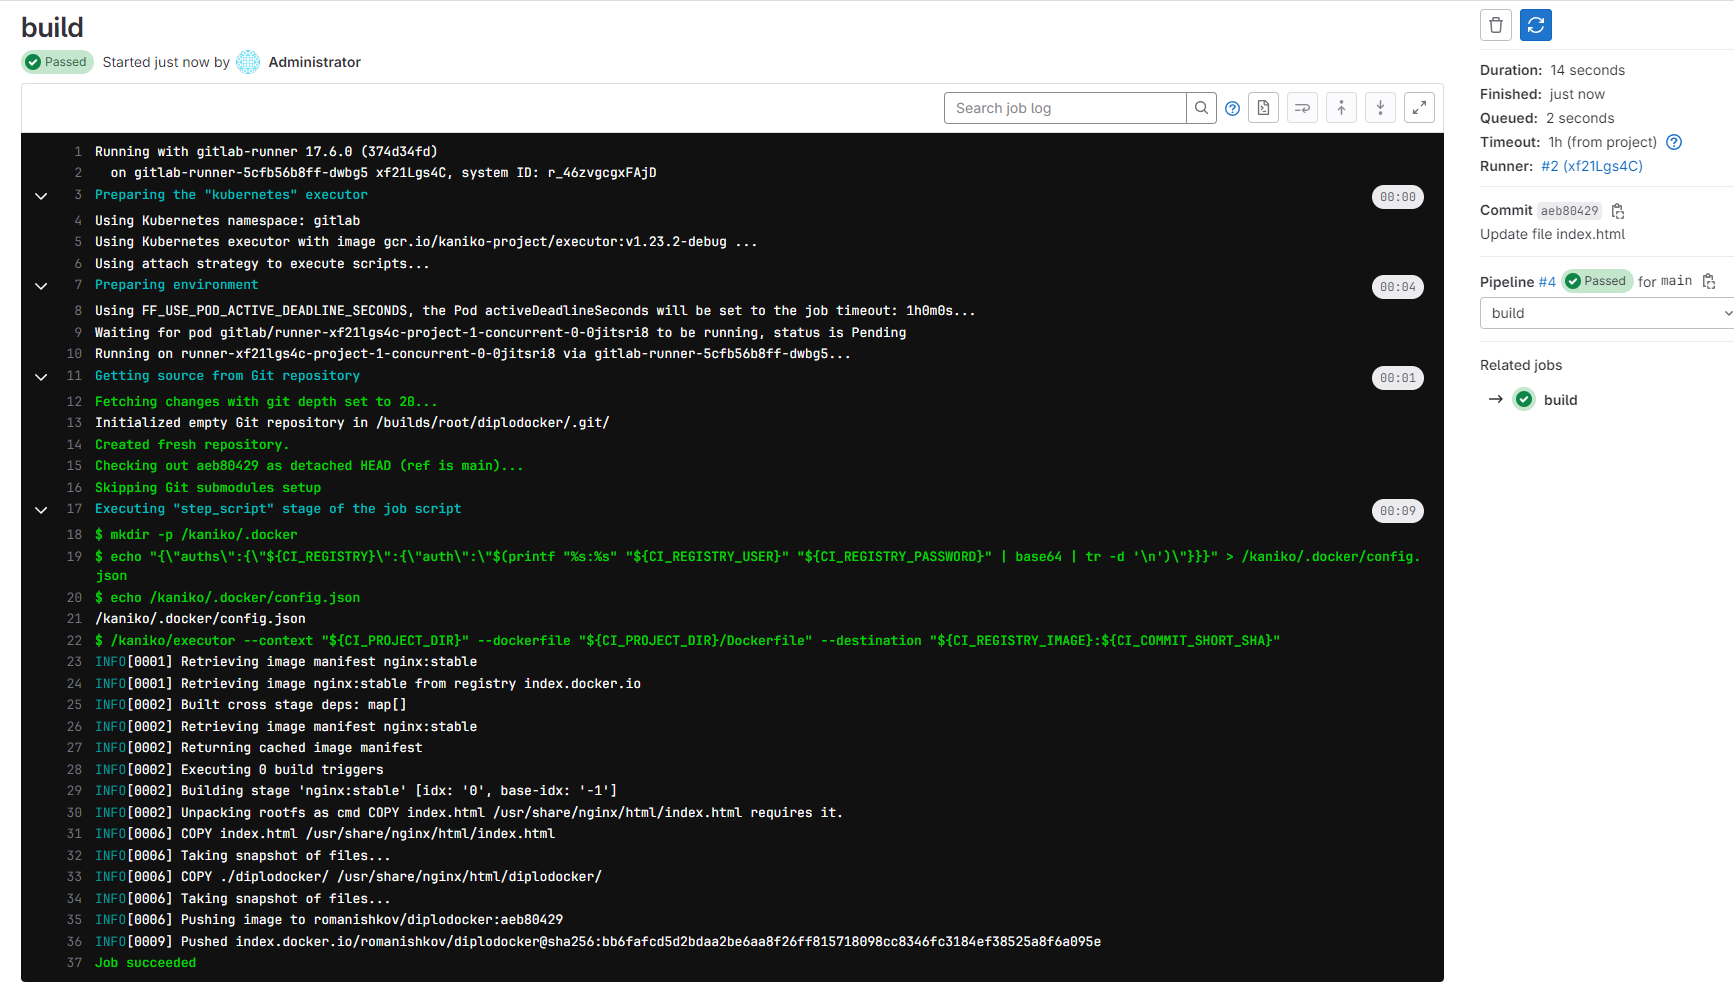 build
Passed Started just now by Administrator
Search job log
1 Running with gitlab-runner 17.6.0 (374d34fd)
2 on gitlab-runner-5cfb56b8ff-dwbg5 xf21Lgs4C, system ID: r_46zvgcgxFAjD
3 Preparing the "kubernetes" executor 00:00
4 Using Kubernetes namespace: gitlab
5 Using Kubernetes executor with image gcr.io/kaniko-project/executor:v1.23.2-debug ...
6 Using attach strategy to execute scripts...
7 Preparing environment 00:04
8 Using FF_USE_POD_ACTIVE_DEADLINE_SECONDS, the Pod activeDeadlineSeconds will be set to the job timeout: 1h0m0s...
9 Waiting for pod gitlab/runner-xf21lgs4c-project-1-concurrent-0-0jitsri8 to be running, status is Pending
10 Running on runner-xf21lgs4c-project-1-concurrent-0-0jitsri8 via gitlab-runner-5cfb56b8ff-dwbg5...
11 Getting source from Git repository 00:01
12 Fetching changes with git depth set to 20...
13 Initialized empty Git repository in /builds/root/diplodocker/.git/
14 Created fresh repository.
15 Checking out aeb80429 as detached HEAD (ref is main)...
16 Skipping Git submodules setup
17 Executing "step_script" stage of the job script 00:09
18 $ mkdir -p /kaniko/.docker
19 $ echo "{\"auths\":{\"${CI_REGISTRY}\":{\"auth\":\"$(printf "%s:%s" "${CI_REGISTRY_USER}" "${CI_REGISTRY_PASSWORD}" | base64 | tr -d '\n')\"}}}" > /kaniko/.docker/config.
json
20 $ echo /kaniko/.docker/config.json
21 /kaniko/.docker/config.json
22 $ /kaniko/executor --context "${CI_PROJECT_DIR}" --dockerfile "${CI_PROJECT_DIR}/Dockerfile" --destination "${CI_REGISTRY_IMAGE}:${CI_COMMIT_SHORT_SHA}"
23 INFO[0001] Retrieving image manifest nginx:stable
24 INFO[0001] Retrieving image nginx:stable from registry index.docker.io
25 INFO[0002] Built cross stage deps: map[]
26 INFO[0002] Retrieving image manifest nginx:stable
27 INFO[0002] Returning cached image manifest
28 INFO[0002] Executing 0 build triggers
29 INFO[0002] Building stage 'nginx:stable' [idx: '0', base-idx: '-1']
30 INFO[0002] Unpacking rootfs as cmd COPY index.html /usr/share/nginx/html/index.html requires it.
31 INFO[0006] COPY index.html /usr/share/nginx/html/index.html
32 INFO[0006] Taking snapshot of files...
33 INFO[0006] COPY ./diplodocker/ /usr/share/nginx/html/diplodocker/
34 INFO[0006] Taking snapshot of files...
35 INFO[0006] Pushing image to romanishkov/diplodocker:aeb80429
36 INFO[0009] Pushed index.docker.io/romanishkov/diplodocker@sha256:bb6fafcd5d2bdaa2be6aa8f26ff815718098cc8346fc3184ef38525a8f6a095e
37 Job succeeded
Duration: 14 seconds
Finished: just now
Queued: 2 seconds
Timeout: 1h (from project)
Runner: #2 (xf21Lgs4C)
Commit aeb80429
Update file index.html
Pipeline #4 Passed for main
build
Related jobs
build